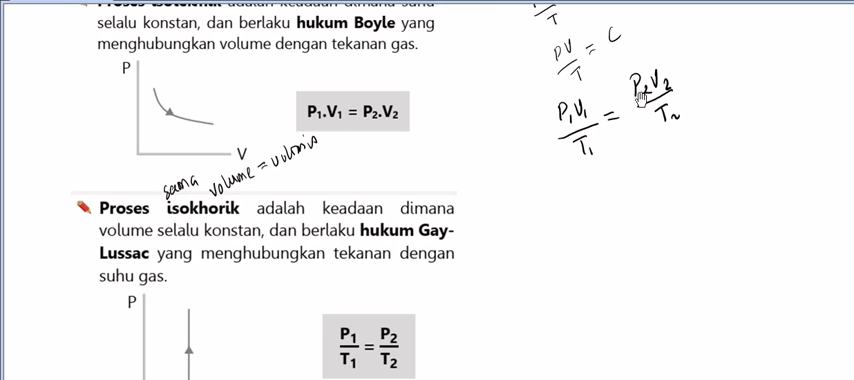 selalu konstan, dan berlaku hukum Boyle yang
menghubungkan volume dengan tekanan gas.
P
P₁.V₁ = P₂.V₂
V
sama
volume = volumis
Proses isokhorik adalah keadaan dimana
volume selalu konstan, dan berlaku hukum Gay-
Lussac yang menghubungkan tekanan dengan
suhu gas.
P
P₁/T₁ = P₂/T₂
T
PV/T = C
P₁V₁/T₁ = P₂V₂/T₂